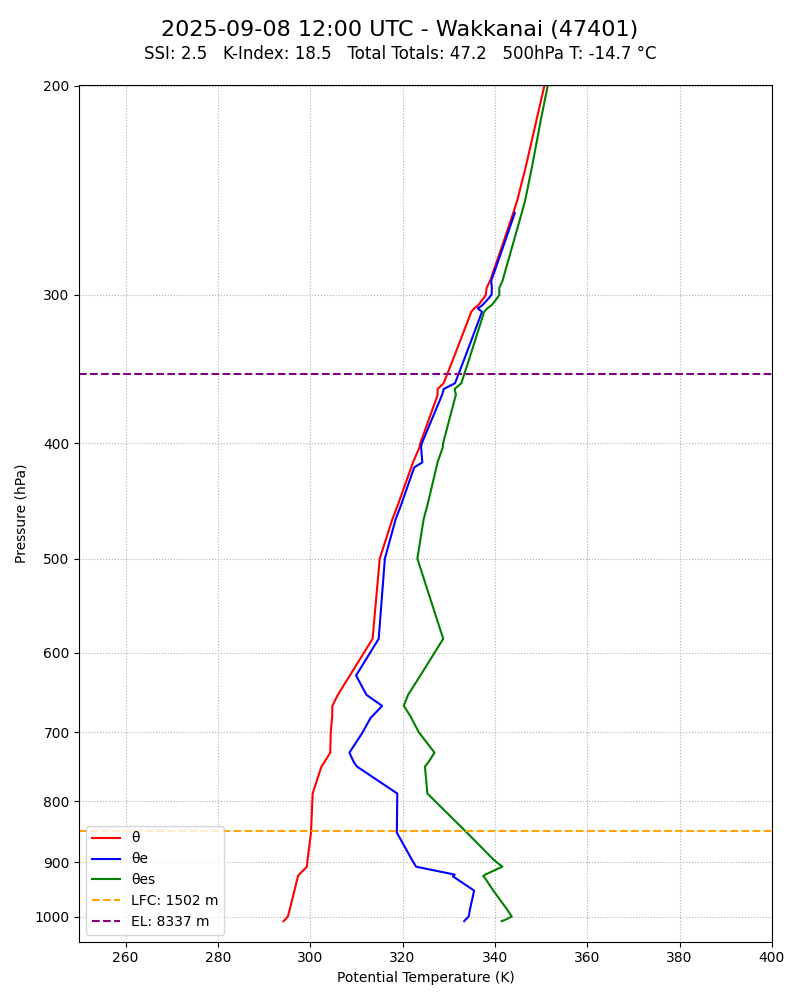 2025-09-08 12:00 UTC - Wakkanai (47401)
SSI: 2.5   K-Index: 18.5   Total Totals: 47.2   500hPa T: -14.7 °C
200
300
400
500
600
700
800
900
1000
Pressure (hPa)
θ
θe
θes
LFC: 1502 m
EL: 8337 m
260 280 300 320 340 360 380 400
Potential Temperature (K)